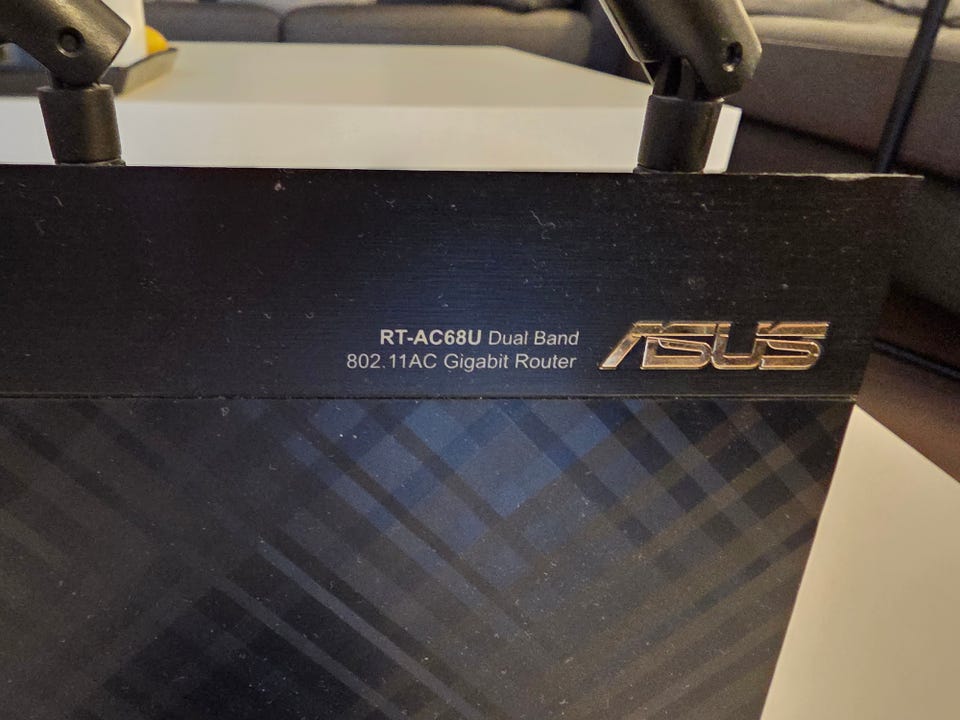 RT-AC68U Dual Band
802.11AC Gigabit Router
ASUS